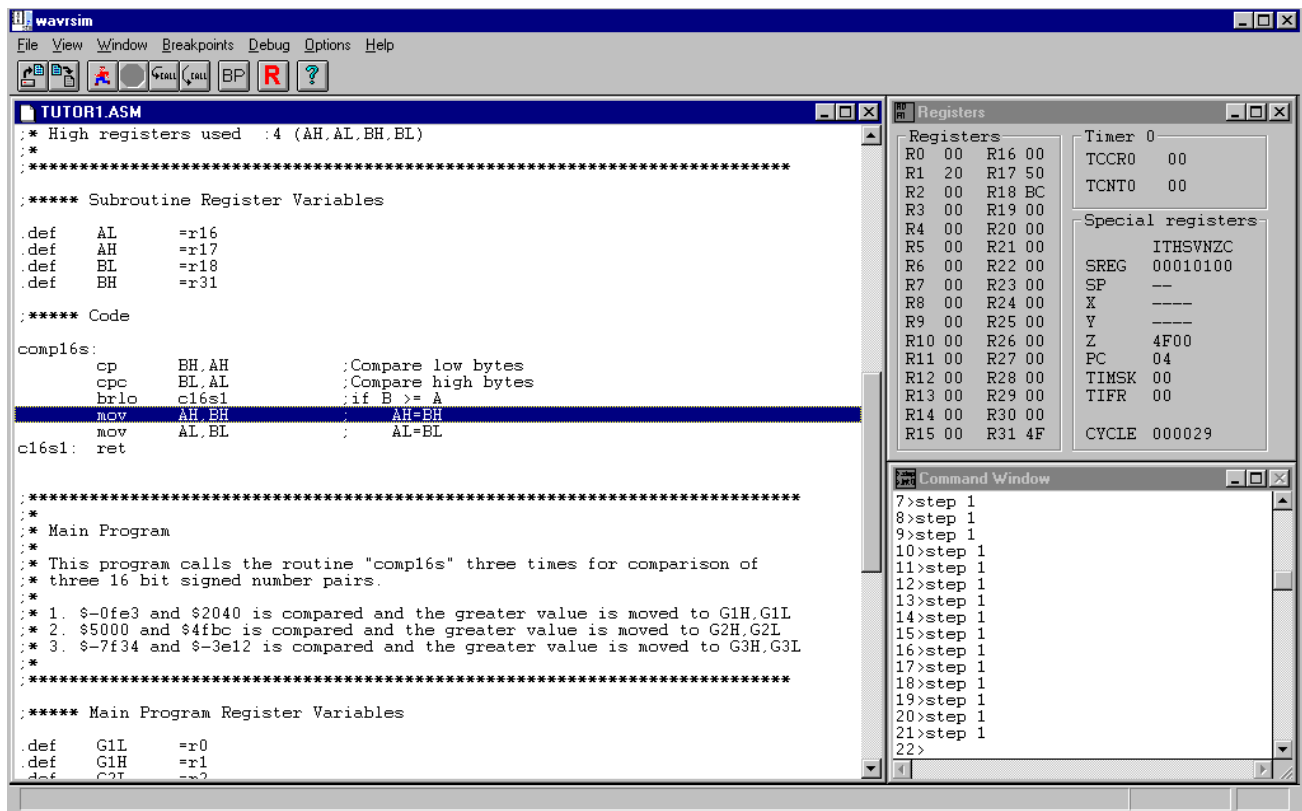 wavrsim
File View Window Breakpoints Debug Options Help
CALL CALL BP R ?
TUTOR1.ASM
;* High registers used :4 (AH,AL,BH,BL)
;*
;***************************************************************************
;***** Subroutine Register Variables
.def AL =r16
.def AH =r17
.def BL =r18
.def BH =r31
;***** Code
comp16s:
cp BH,AH ;Compare low bytes
cpc BL,AL ;Compare high bytes
brlo c16s1 ;if B >= A
mov AH,BH ; AH=BH
mov AL,BL ; AL=BL
c16s1: ret
;****************************************************************************
;*
;* Main Program
;*
;* This program calls the routine "comp16s" three times for comparison of
;* three 16 bit signed number pairs.
;*
;* 1. $-0fe3 and $2040 is compared and the greater value is moved to G1H,G1L
;* 2. $5000 and $4fbc is compared and the greater value is moved to G2H,G2L
;* 3. $-7f34 and $-3e12 is compared and the greater value is moved to G3H,G3L
;*
;***************************************************************************
;***** Main Program Register Variables
.def G1L =r0
.def G1H =r1
.def G2L =r2
Registers
Registers
R0 00 R16 00
R1 20 R17 50
R2 00 R18 BC
R3 00 R19 00
R4 00 R20 00
R5 00 R21 00
R6 00 R22 00
R7 00 R23 00
R8 00 R24 00
R9 00 R25 00
R10 00 R26 00
R11 00 R27 00
R12 00 R28 00
R13 00 R29 00
R14 00 R30 00
R15 00 R31 4F
Timer 0
TCCR0 00
TCNT0 00
Special registers
ITHSVNZC
SREG 00010100
SP --
X ----
Y ----
Z 4F00
PC 04
TIMSK 00
TIFR 00
CYCLE 000029
Command Window
7>step 1
8>step 1
9>step 1
10>step 1
11>step 1
12>step 1
13>step 1
14>step 1
15>step 1
16>step 1
17>step 1
18>step 1
19>step 1
20>step 1
21>step 1
22>